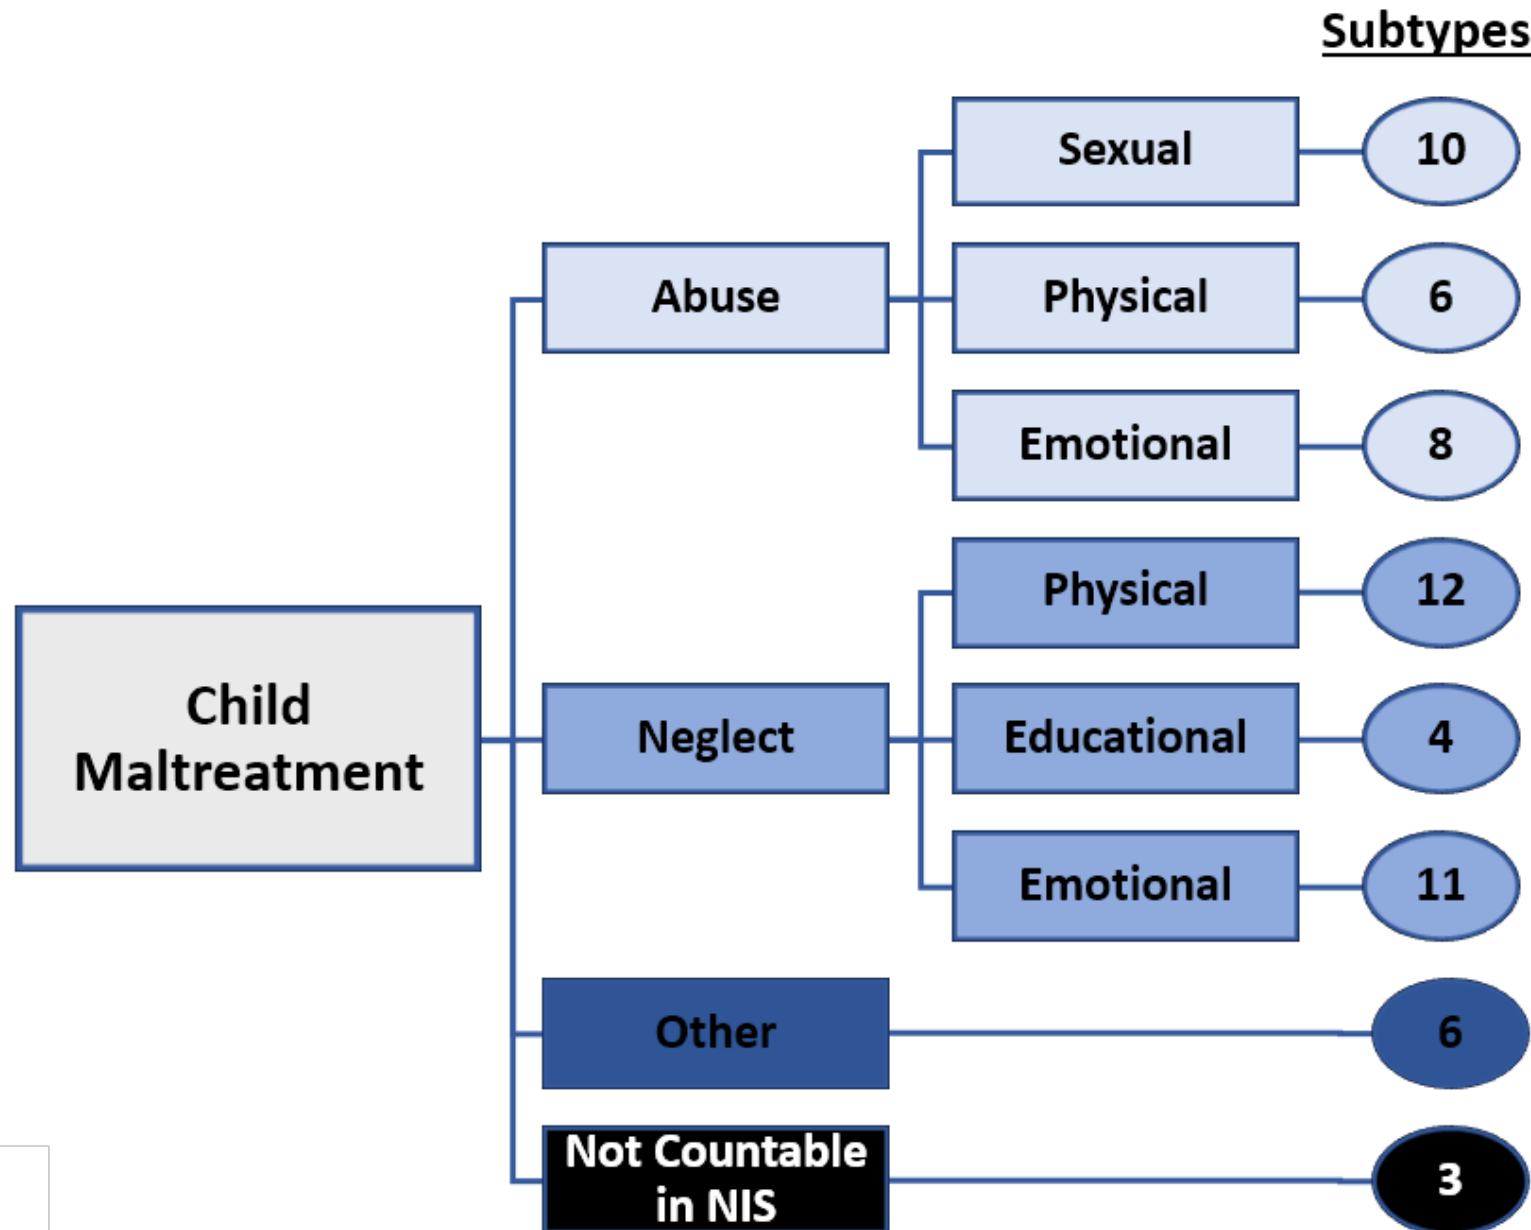 Subtypes
Sexual
10
Abuse
Physical
6
Emotional
8
Physical
12
Child
Maltreatment
Neglect
Educational
4
Emotional
11
Other
6
Not Countable
in NIS
3